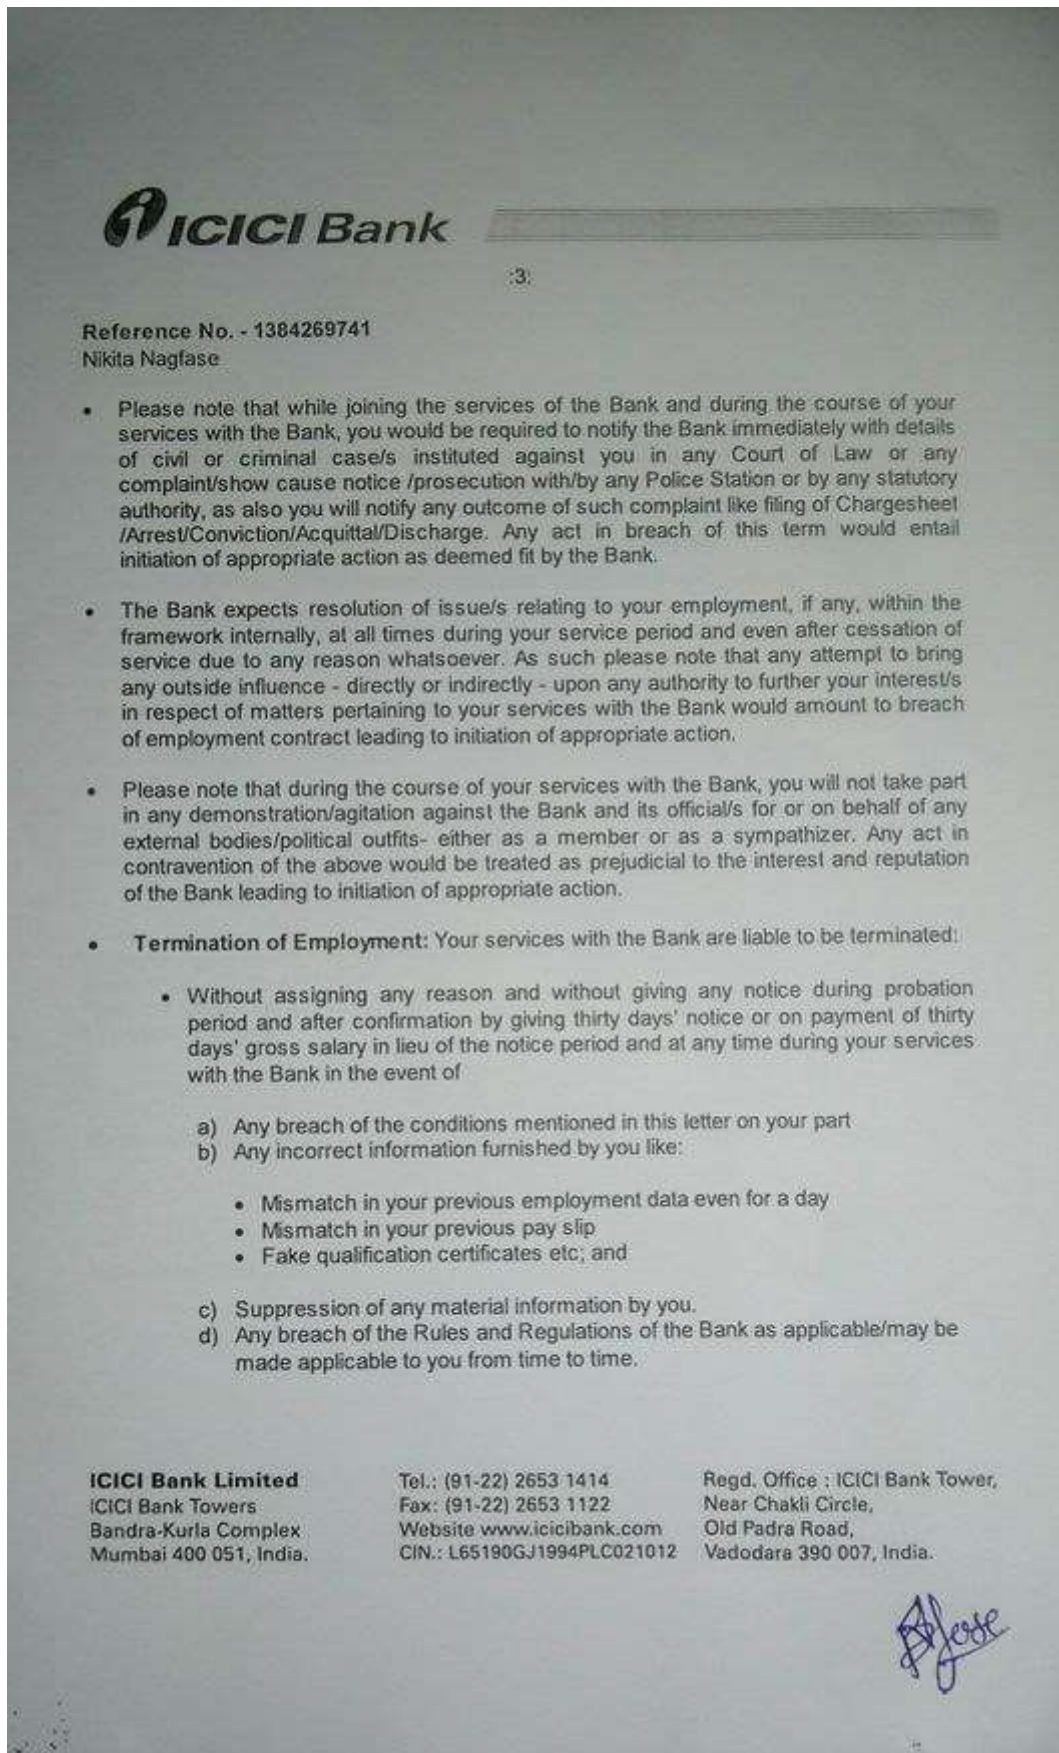 ICICI Bank
:3:
Reference No. - 1384269741
Nikita Nagfase
• Please note that while joining the services of the Bank and during the course of your
services with the Bank, you would be required to notify the Bank immediately with details
of civil or criminal case/s instituted against you in any Court of Law or any
complaint/show cause notice /prosecution with/by any Police Station or by any statutory
authority, as also you will notify any outcome of such complaint like filing of Chargesheet
/Arrest/Conviction/Acquittal/Discharge. Any act in breach of this term would entail
initiation of appropriate action as deemed fit by the Bank.
• The Bank expects resolution of issue/s relating to your employment, if any, within the
framework internally, at all times during your service period and even after cessation of
service due to any reason whatsoever. As such please note that any attempt to bring
any outside influence - directly or indirectly - upon any authority to further your interest/s
in respect of matters pertaining to your services with the Bank would amount to breach
of employment contract leading to initiation of appropriate action.
• Please note that during the course of your services with the Bank, you will not take part
in any demonstration/agitation against the Bank and its official/s for or on behalf of any
external bodies/political outfits- either as a member or as a sympathizer. Any act in
contravention of the above would be treated as prejudicial to the interest and reputation
of the Bank leading to initiation of appropriate action.
• Termination of Employment: Your services with the Bank are liable to be terminated:
• Without assigning any reason and without giving any notice during probation
period and after confirmation by giving thirty days' notice or on payment of thirty
days' gross salary in lieu of the notice period and at any time during your services
with the Bank in the event of
a) Any breach of the conditions mentioned in this letter on your part
b) Any incorrect information furnished by you like:
• Mismatch in your previous employment data even for a day
• Mismatch in your previous pay slip
• Fake qualification certificates etc; and
c) Suppression of any material information by you.
d) Any breach of the Rules and Regulations of the Bank as applicable/may be
made applicable to you from time to time.
ICICI Bank Limited
ICICI Bank Towers
Bandra-Kurla Complex
Mumbai 400 051, India.
Tel.: (91-22) 2653 1414
Fax: (91-22) 2653 1122
Website www.icicibank.com
CIN.: L65190GJ1994PLC021012
Regd. Office : ICICI Bank Tower,
Near Chakli Circle,
Old Padra Road,
Vadodara 390 007, India.